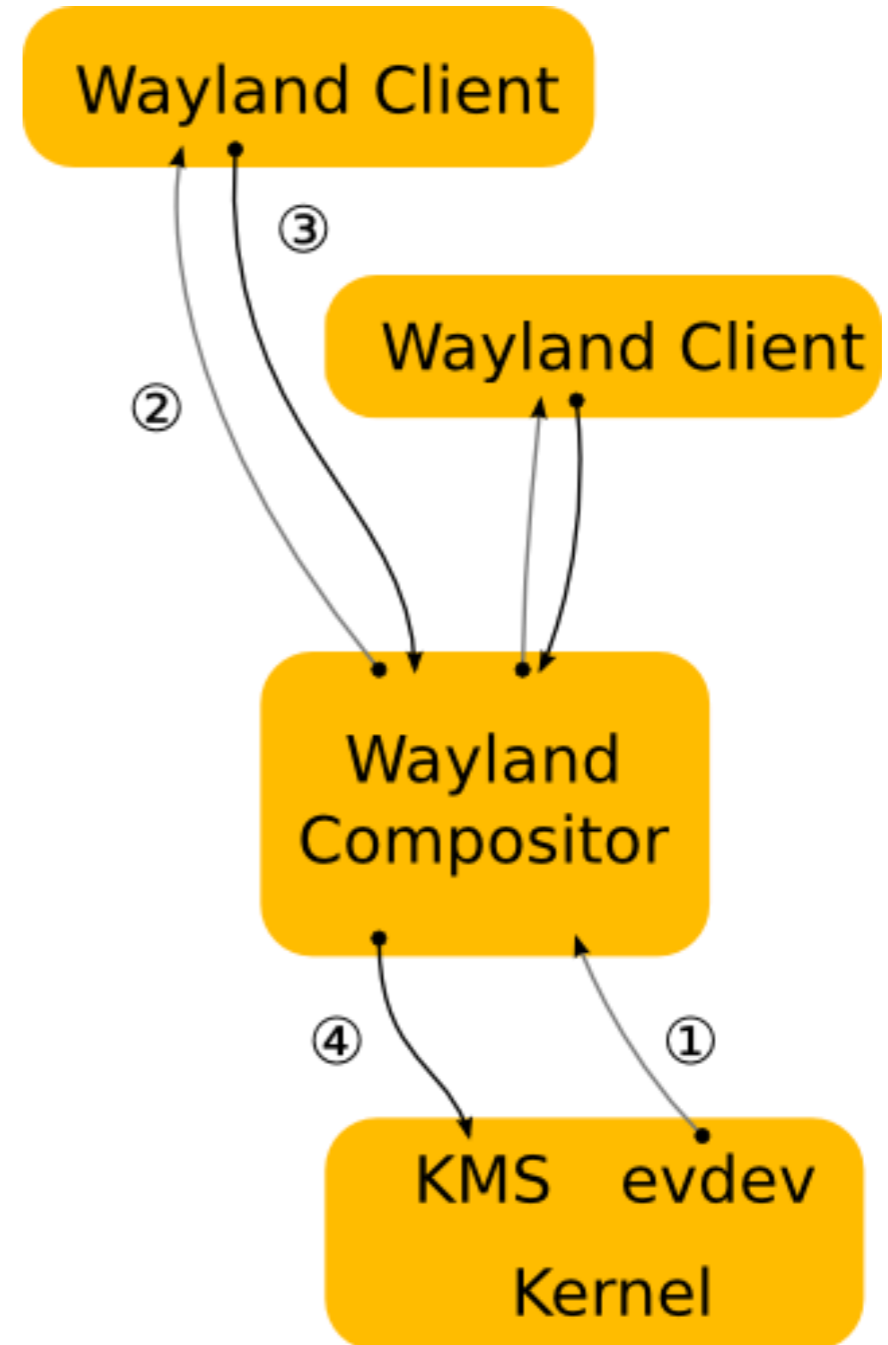 Wayland Client
③
Wayland Client
②
Wayland
Compositor
④ ①
KMS evdev
Kernel